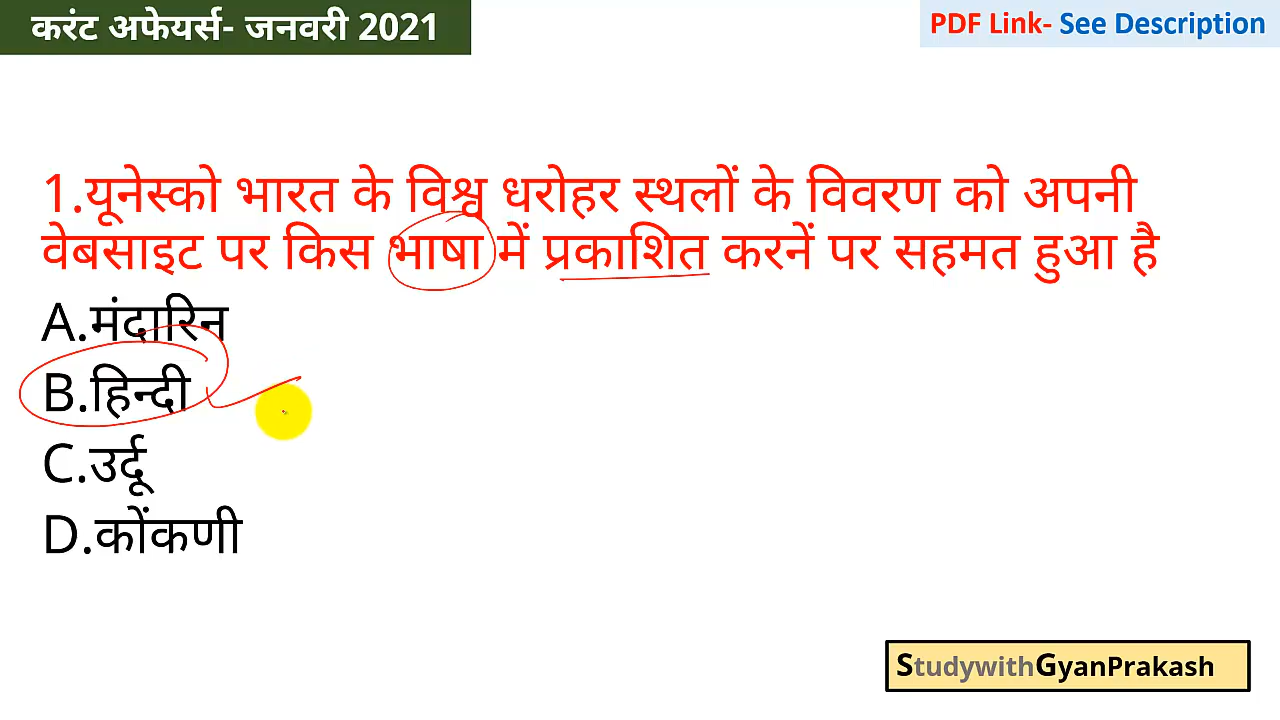 करंट अफेयर्स- जनवरी 2021
PDF Link- See Description
1.यूनेस्को भारत के विश्व धरोहर स्थलों के विवरण को अपनी
वेबसाइट पर किस भाषा में प्रकाशित करनें पर सहमत हुआ है
A.मंदारिन
B.हिन्दी
C.उर्दू
D.कोंकणी
StudywithGyanPrakash